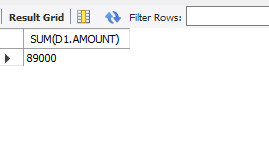 Result Grid Filter Rows:
SUM(D1.AMOUNT)
89000